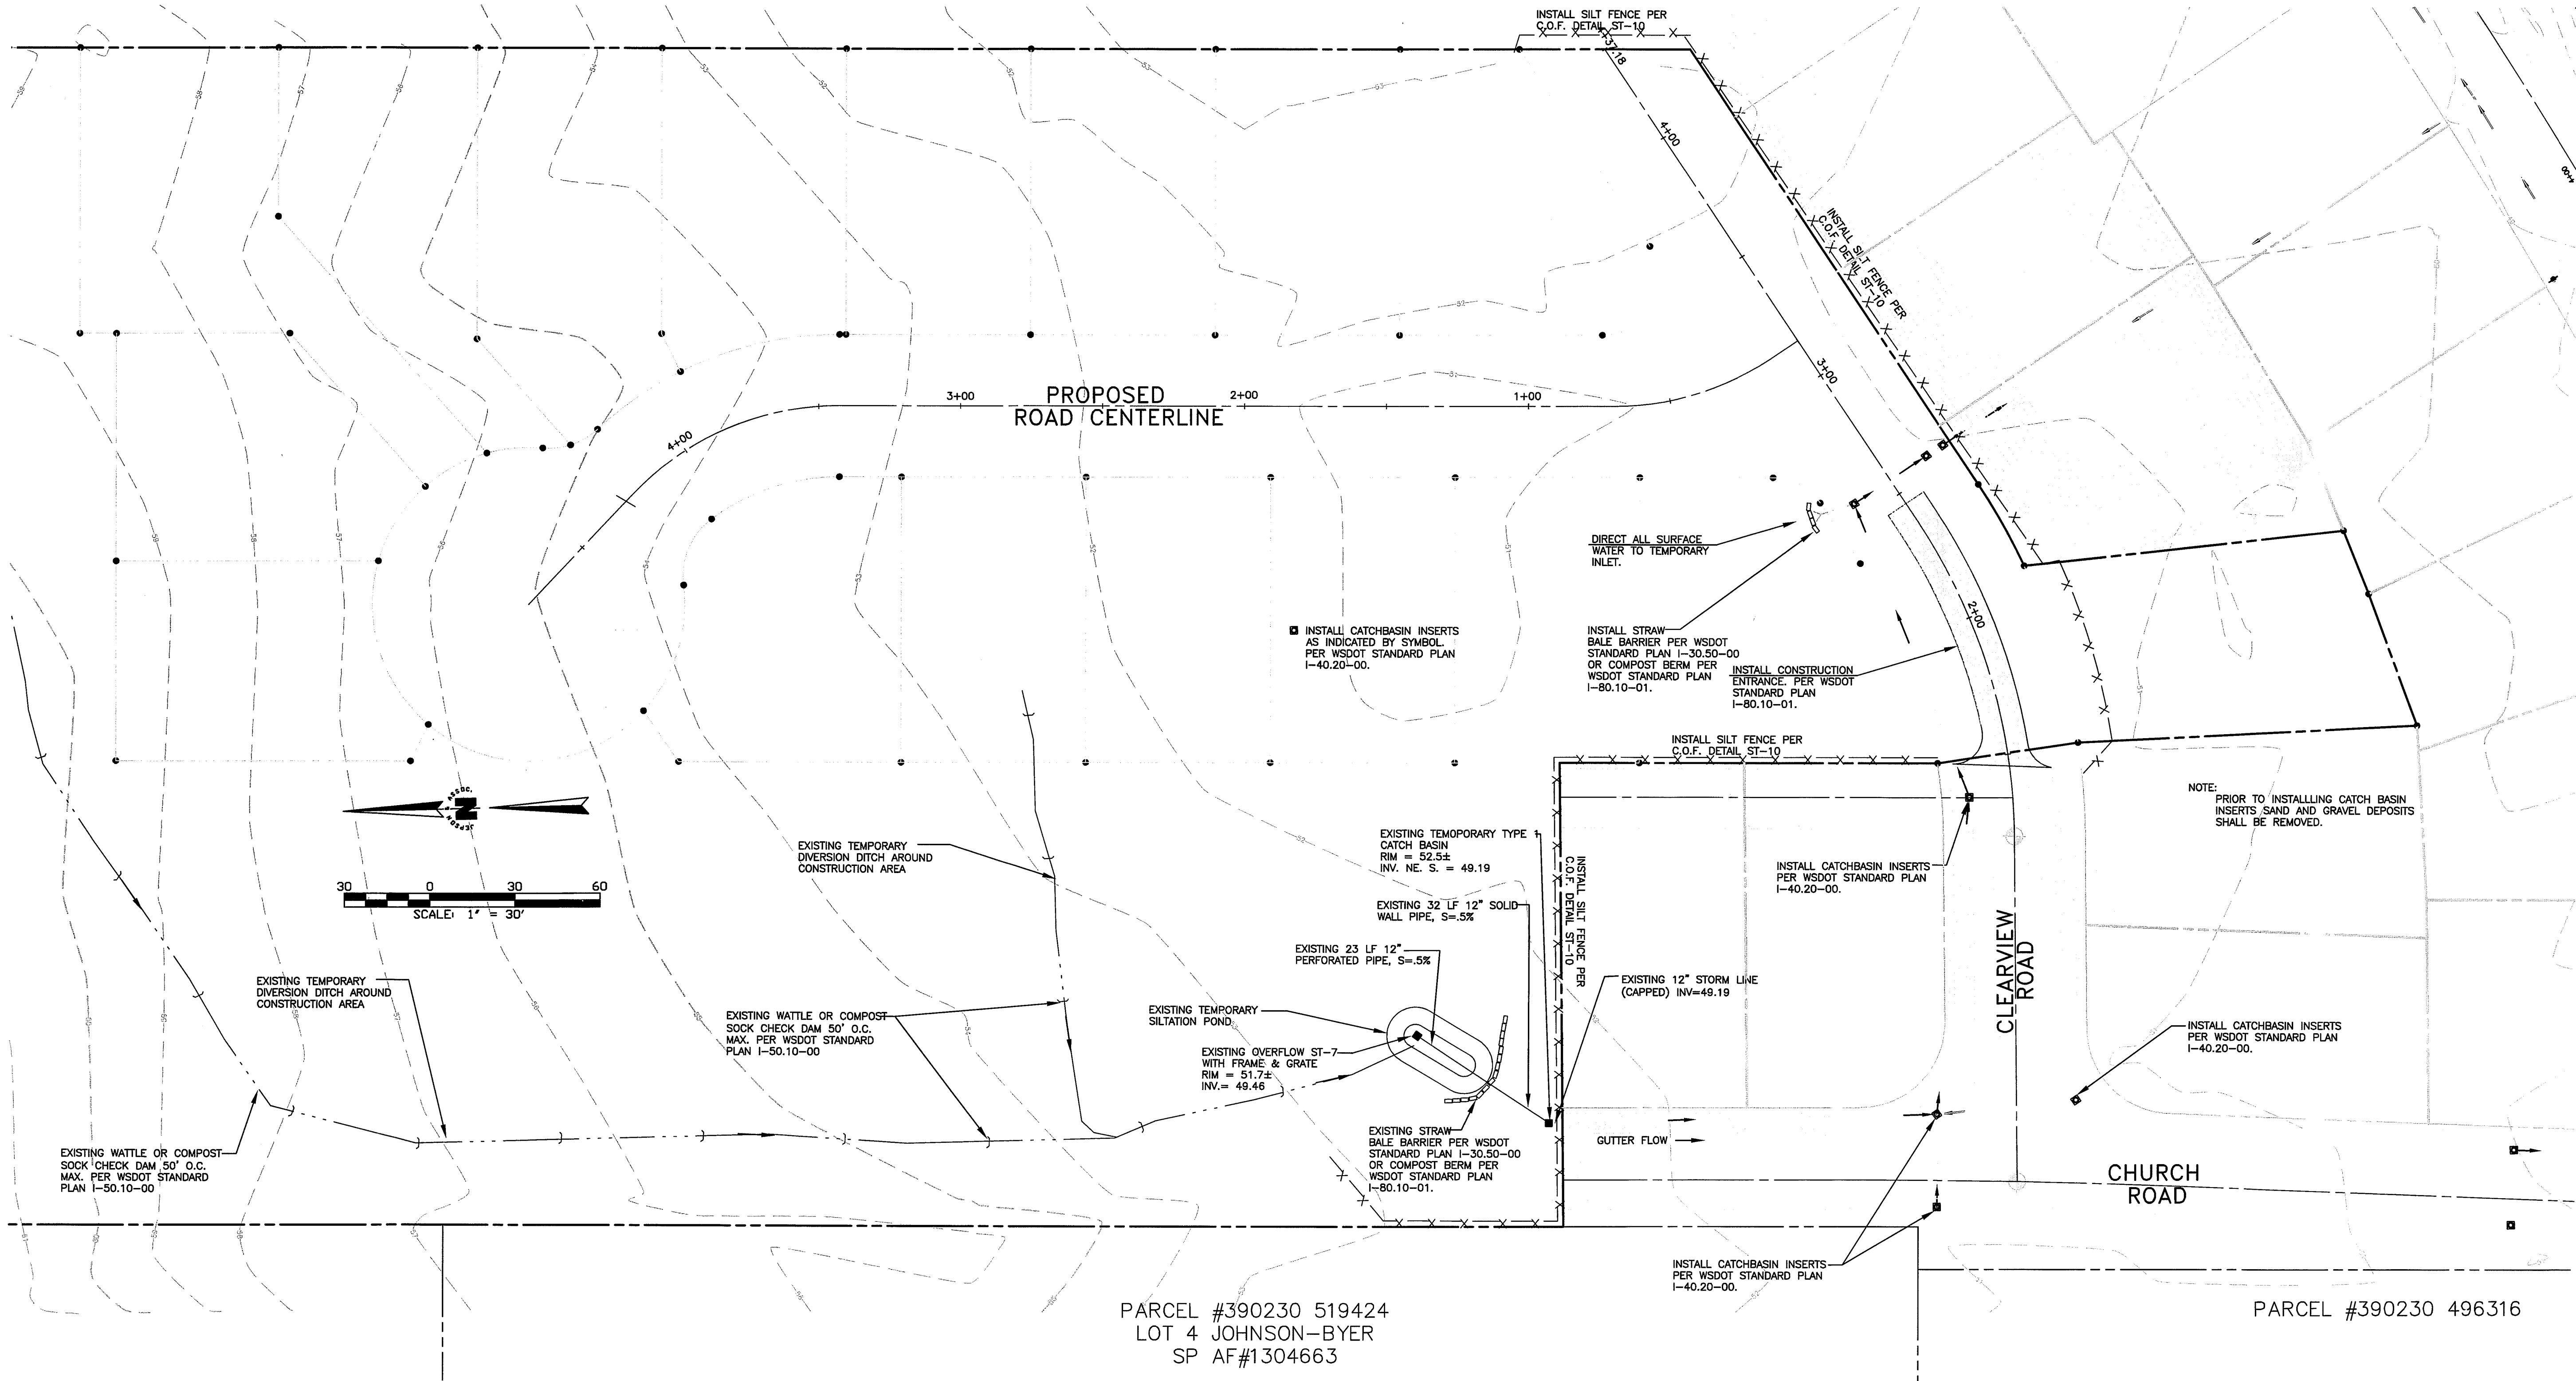 INSTALL SILT FENCE PER
C.O.F. DETAIL ST-10
4+37.18
4+00
INSTALL SILT FENCE PER
C.O.F. DETAIL ST-10
3+00
2+00
4+00
PROPOSED
ROAD CENTERLINE
4+00
3+00
2+00
1+00
DIRECT ALL SURFACE
WATER TO TEMPORARY
INLET.
INSTALL CATCHBASIN INSERTS
AS INDICATED BY SYMBOL.
PER WSDOT STANDARD PLAN
I-40.20-00.
INSTALL STRAW
BALE BARRIER PER WSDOT
STANDARD PLAN I-30.50-00
OR COMPOST BERM PER
WSDOT STANDARD PLAN
I-80.10-01.
INSTALL CONSTRUCTION
ENTRANCE. PER WSDOT
STANDARD PLAN
I-80.10-01.
INSTALL SILT FENCE PER
C.O.F. DETAIL ST-10
NOTE:
PRIOR TO INSTALLLING CATCH BASIN
INSERTS SAND AND GRAVEL DEPOSITS
SHALL BE REMOVED.
N
JEPSON
& ASSOC.
30 0 30 60
SCALE: 1" = 30'
EXISTING TEMPORARY
DIVERSION DITCH AROUND
CONSTRUCTION AREA
EXISTING TEMOPORARY TYPE 1
CATCH BASIN
RIM = 52.5±
INV. NE. S. = 49.19
INSTALL SILT FENCE PER
C.O.F. DETAIL ST-10
INSTALL CATCHBASIN INSERTS
PER WSDOT STANDARD PLAN
I-40.20-00.
EXISTING 32 LF 12" SOLID
WALL PIPE, S=.5%
EXISTING 23 LF 12"
PERFORATED PIPE, S=.5%
EXISTING 12" STORM LINE
(CAPPED) INV=49.19
CLEARVIEW
ROAD
EXISTING TEMPORARY
DIVERSION DITCH AROUND
CONSTRUCTION AREA
EXISTING WATTLE OR COMPOST
SOCK CHECK DAM 50' O.C.
MAX. PER WSDOT STANDARD
PLAN I-50.10-00
EXISTING TEMPORARY
SILTATION POND
EXISTING OVERFLOW ST-7
WITH FRAME & GRATE
RIM = 51.7±
INV.= 49.46
INSTALL CATCHBASIN INSERTS
PER WSDOT STANDARD PLAN
I-40.20-00.
EXISTING WATTLE OR COMPOST
SOCK CHECK DAM 50' O.C.
MAX. PER WSDOT STANDARD
PLAN I-50.10-00
EXISTING STRAW
BALE BARRIER PER WSDOT
STANDARD PLAN I-30.50-00
OR COMPOST BERM PER
WSDOT STANDARD PLAN
I-80.10-01.
GUTTER FLOW
CHURCH
ROAD
INSTALL CATCHBASIN INSERTS
PER WSDOT STANDARD PLAN
I-40.20-00.
PARCEL #390230 519424
LOT 4 JOHNSON-BYER
SP AF#1304663
PARCEL #390230 496316